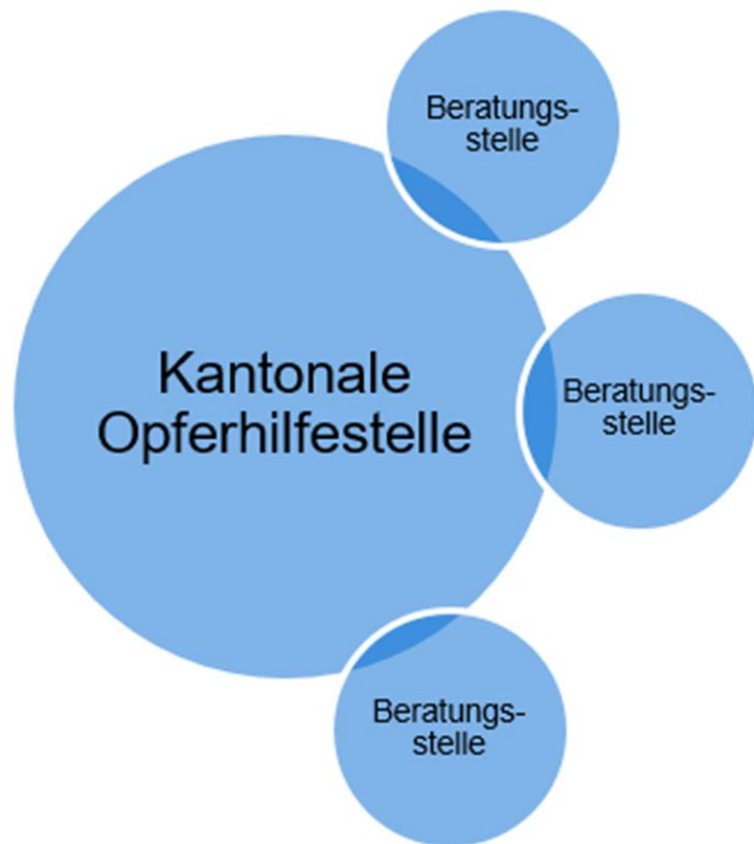 Beratungs-
stelle
Kantonale
Opferhilfestelle
Beratungs-
stelle
Beratungs-
stelle